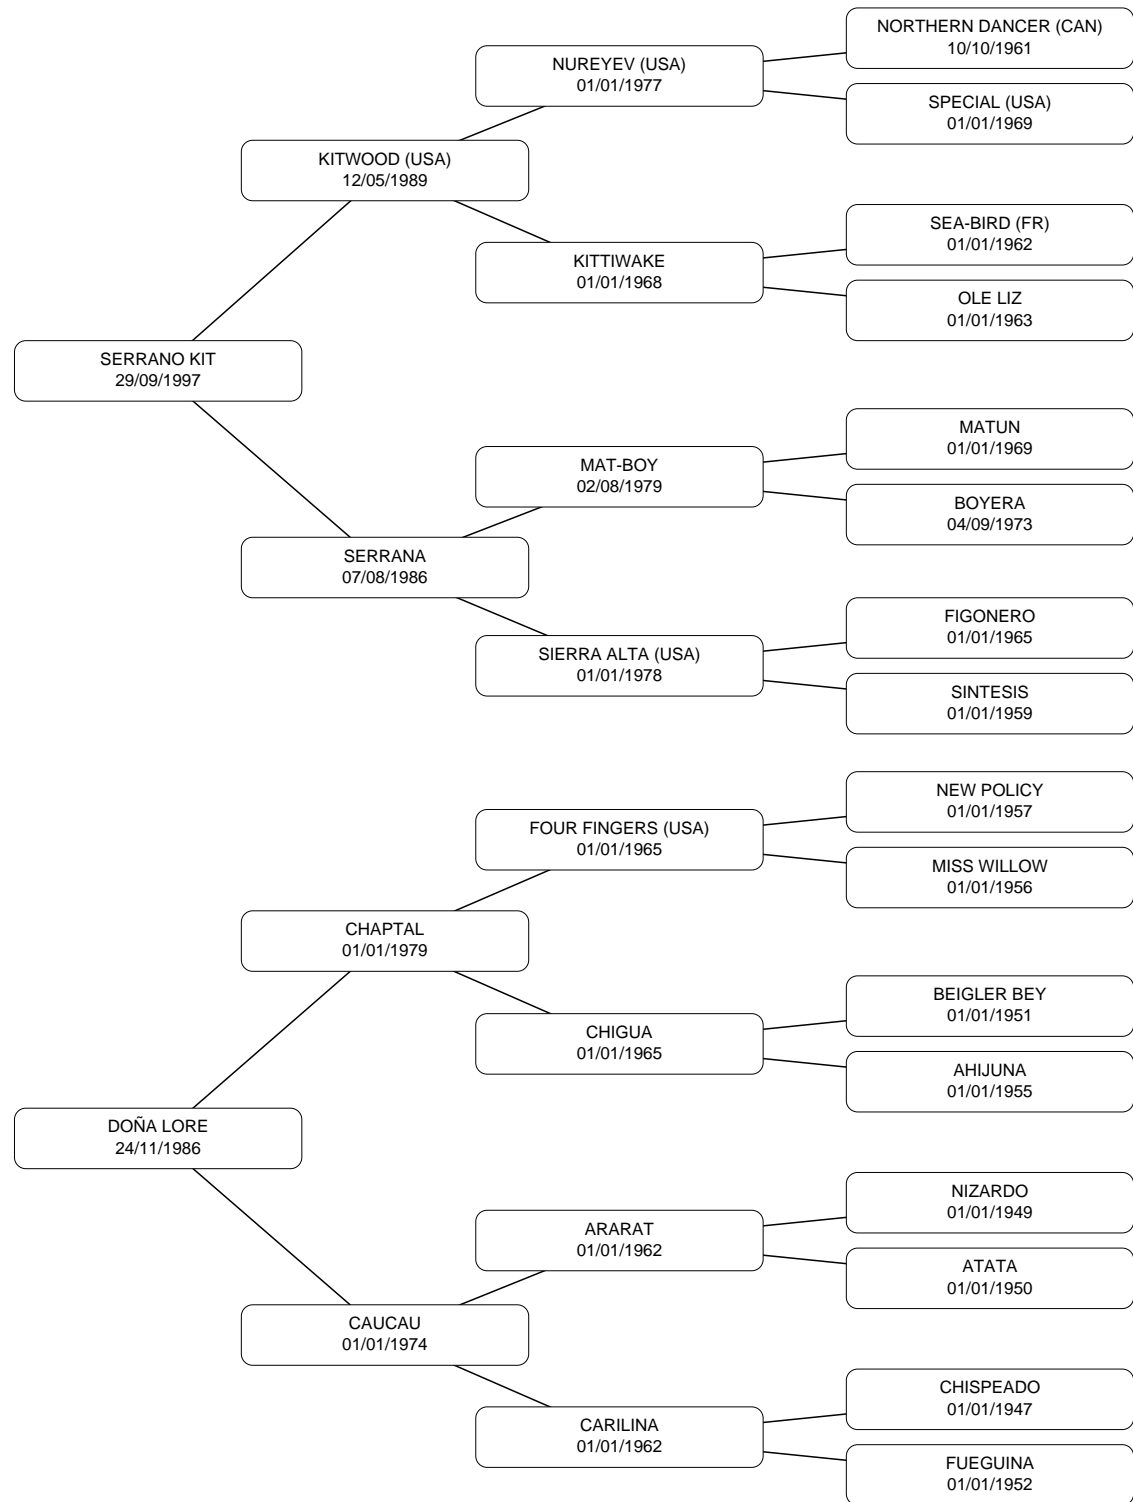 NORTHERN DANCER (CAN)
10/10/1961
NUREYEV (USA)
01/01/1977
SPECIAL (USA)
01/01/1969
KITWOOD (USA)
12/05/1989
SEA-BIRD (FR)
01/01/1962
KITTIWAKE
01/01/1968
OLE LIZ
01/01/1963
SERRANO KIT
29/09/1997
MATUN
01/01/1969
MAT-BOY
02/08/1979
BOYERA
04/09/1973
SERRANA
07/08/1986
FIGONERO
01/01/1965
SIERRA ALTA (USA)
01/01/1978
SINTESIS
01/01/1959
NEW POLICY
01/01/1957
FOUR FINGERS (USA)
01/01/1965
MISS WILLOW
01/01/1956
CHAPTAL
01/01/1979
BEIGLER BEY
01/01/1951
CHIGUA
01/01/1965
AHIJUNA
01/01/1955
DOÑA LORE
24/11/1986
NIZARDO
01/01/1949
ARARAT
01/01/1962
ATATA
01/01/1950
CAUCAU
01/01/1974
CHISPEADO
01/01/1947
CARILINA
01/01/1962
FUEGUINA
01/01/1952